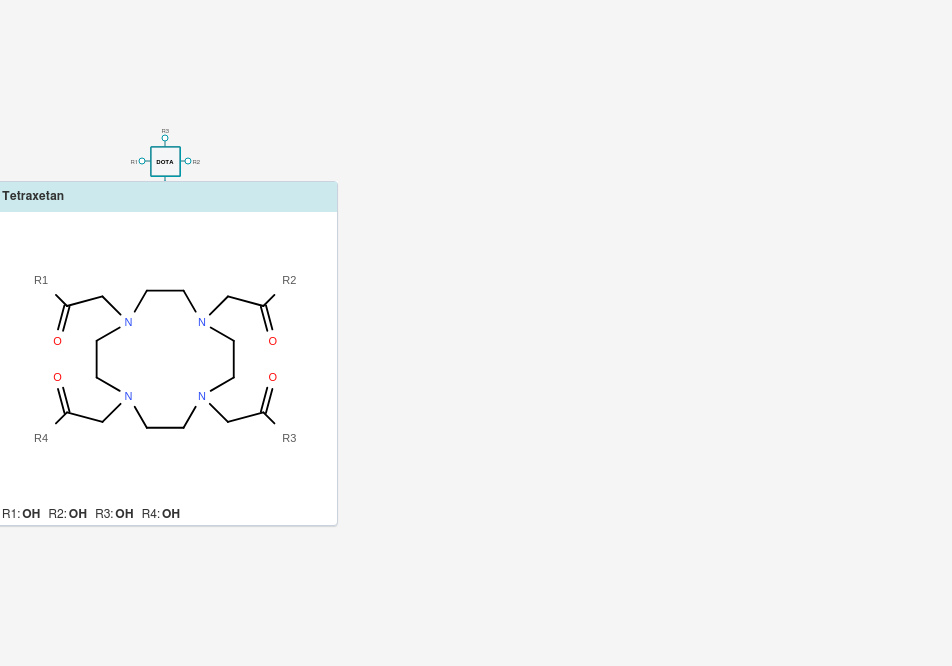 R3
R1 DOTA R2
Tetraxetan
R1 R2
N N
O O
O O
N N
R4 R3
R1: OH R2: OH R3: OH R4: OH